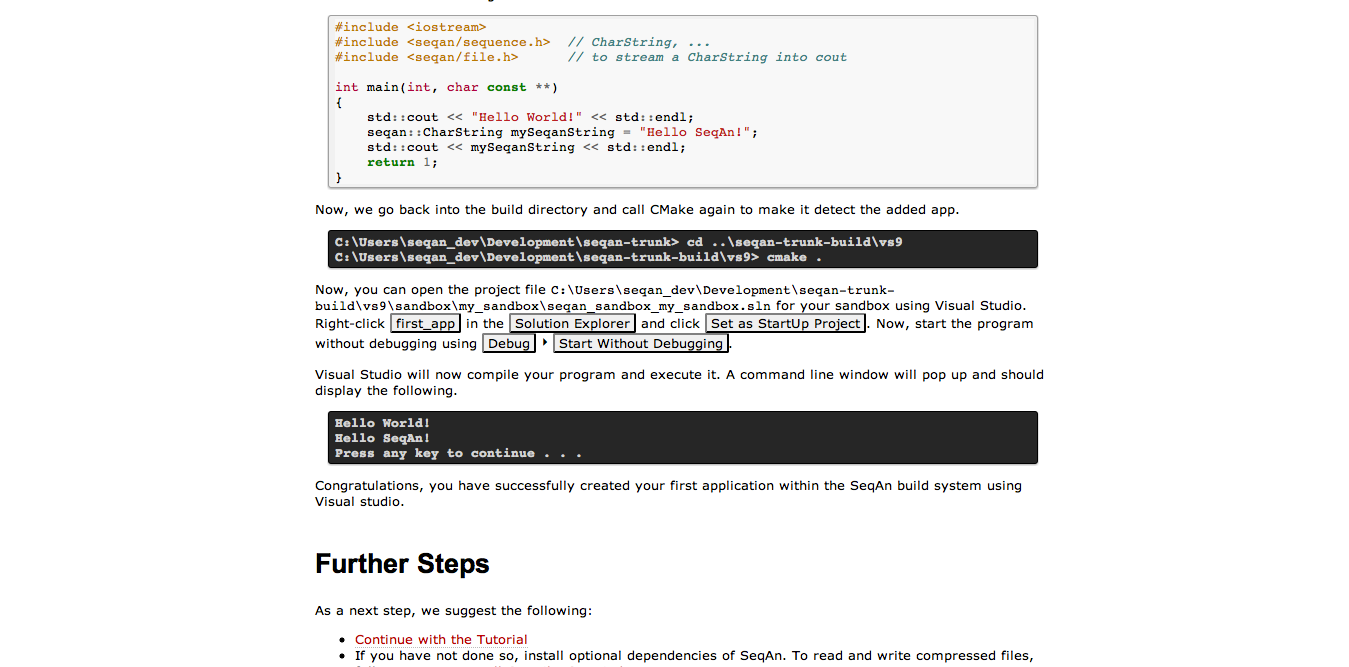 #include <iostream>
#include <seqan/sequence.h>  // CharString, ...
#include <seqan/file.h>      // to stream a CharString into cout
int main(int, char const **)
{
    std::cout << "Hello World!" << std::endl;
    seqan::CharString mySeqanString = "Hello SeqAn!";
    std::cout << mySeqanString << std::endl;
    return 1;
}
Now, we go back into the build directory and call CMake again to make it detect the added app.
C:\Users\seqan_dev\Development\seqan-trunk> cd ..\seqan-trunk-build\vs9
C:\Users\seqan_dev\Development\seqan-trunk-build\vs9> cmake .
Now, you can open the project file C:\Users\seqan_dev\Development\seqan-trunk-
build\vs9\sandbox\my_sandbox\seqan_sandbox_my_sandbox.sln for your sandbox using Visual Studio.
Right-click first_app in the Solution Explorer and click Set as StartUp Project. Now, start the program
without debugging using Debug ‣ Start Without Debugging.
Visual Studio will now compile your program and execute it. A command line window will pop up and should
display the following.
Hello World!
Hello SeqAn!
Press any key to continue . . .
Congratulations, you have successfully created your first application within the SeqAn build system using
Visual studio.
Further Steps
As a next step, we suggest the following:
• Continue with the Tutorial
• If you have not done so, install optional dependencies of SeqAn. To read and write compressed files,